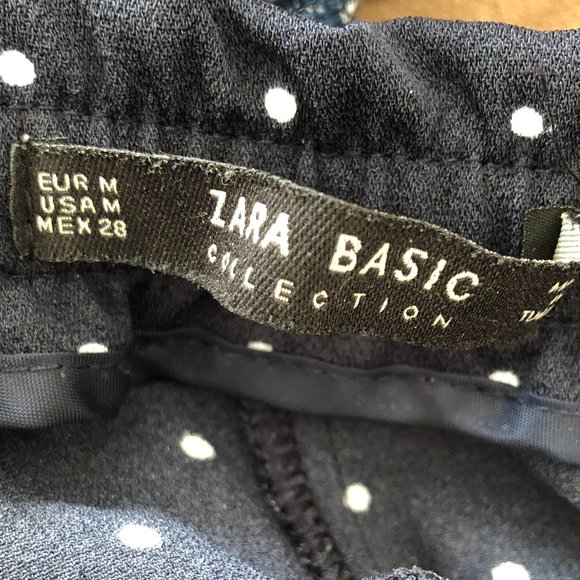 EUR M
USA M
MEX 28
ZARA BASIC
COLLECTION